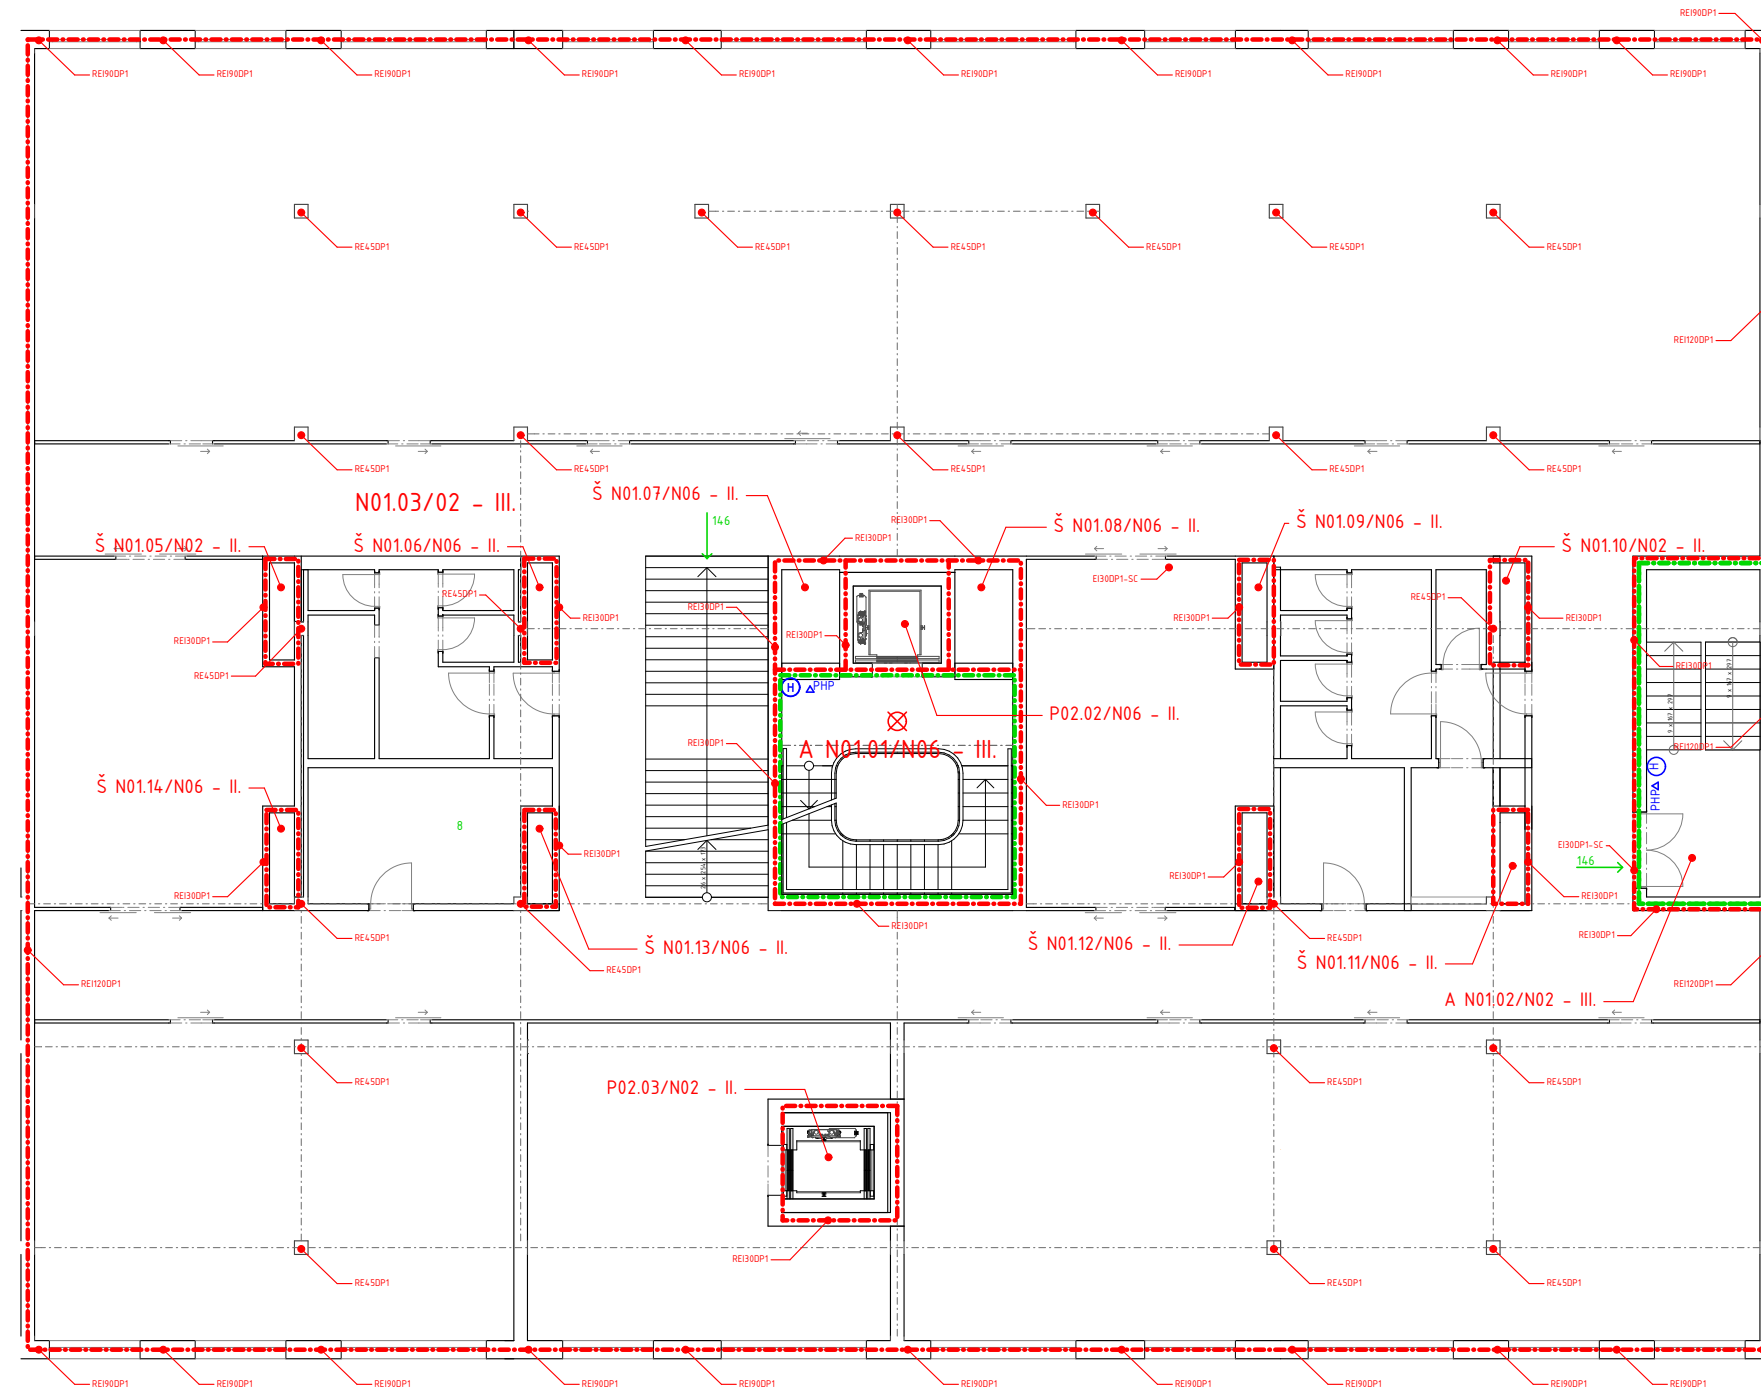 REI90DP1
REI90DP1
REI90DP1
REI90DP1
REI90DP1
REI90DP1
REI90DP1
REI90DP1
REI90DP1
REI90DP1
REI90DP1
RE45DP1
RE45DP1
RE45DP1
RE45DP1
RE45DP1
RE45DP1
RE45DP1
REI120DP1
RE45DP1
RE45DP1
RE45DP1
RE45DP1
RE45DP1
N01.03/02 - III.
Š N01.07/N06 - II.
146
REI30DP1
Š N01.08/N06 - II.
Š N01.09/N06 - II.
REI30DP1
Š N01.05/N02 - II.
Š N01.06/N06 - II.
Š N01.10/N02 - II.
EI30DP1-SC
RE45DP1
RE45DP1
REI30DP1
REI30DP1
REI30DP1
REI30DP1
REI30DP1
REI30DP1
REI30DP1
RE45DP1
PHP
H
P02.02/N06 - II.
9 x 167 x 297
9 x 167 x 297
REI30DP1
REI120DP1
A N01.01/N06 - III.
H
PHP
Š N01.14/N06 - II.
REI30DP1
8
REI30DP1
EI30DP1-SC
146
REI30DP1
REI30DP1
REI30DP1
REI30DP1
RE45DP1
REI30DP1
RE45DP1
REI30DP1
Š N01.13/N06 - II.
Š N01.12/N06 - II.
Š N01.11/N06 - II.
RE45DP1
REI120DP1
REI120DP1
A N01.02/N02 - III.
RE45DP1
P02.03/N02 - II.
RE45DP1
RE45DP1
REI30DP1
RE45DP1
RE45DP1
RE45DP1
REI90DP1
REI90DP1
REI90DP1
REI90DP1
REI90DP1
REI90DP1
REI90DP1
REI90DP1
REI90DP1
REI90DP1